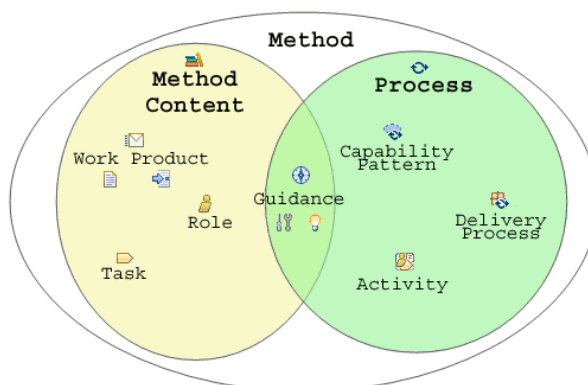 Method
Method
Content
Process
Work Product
Capability
Pattern
Guidance
Role
Delivery
Process
Task
Activity